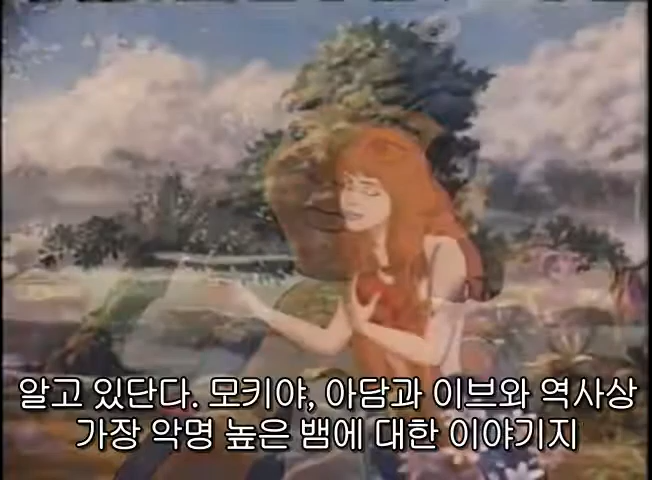 알고 있단다. 모키야, 아담과 이브와 역사상
가장 악명 높은 뱀에 대한 이야기지